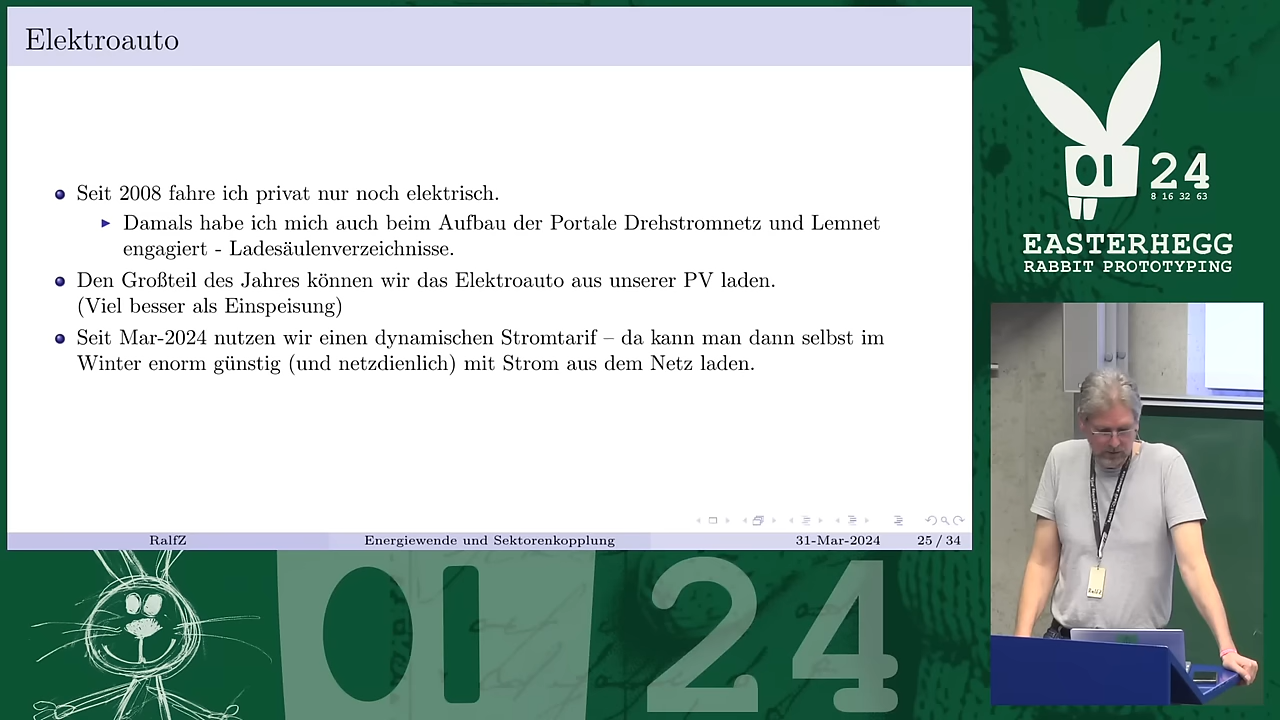 Elektroauto
Seit 2008 fahre ich privat nur noch elektrisch.
Damals habe ich mich auch beim Aufbau der Portale Drehstromnetz und Lemnet
engagiert - Ladesäulenverzeichnisse.
Den Großteil des Jahres können wir das Elektroauto aus unserer PV laden.
(Viel besser als Einspeisung)
Seit Mar-2024 nutzen wir einen dynamischen Stromtarif – da kann man dann selbst im
Winter enorm günstig (und netzdienlich) mit Strom aus dem Netz laden.
RalfZ
Energiewende und Sektorenkopplung
31-Mar-2024
25 / 34
24
8 16 32 63
EASTERHEGG
RABBIT PROTOTYPING
24